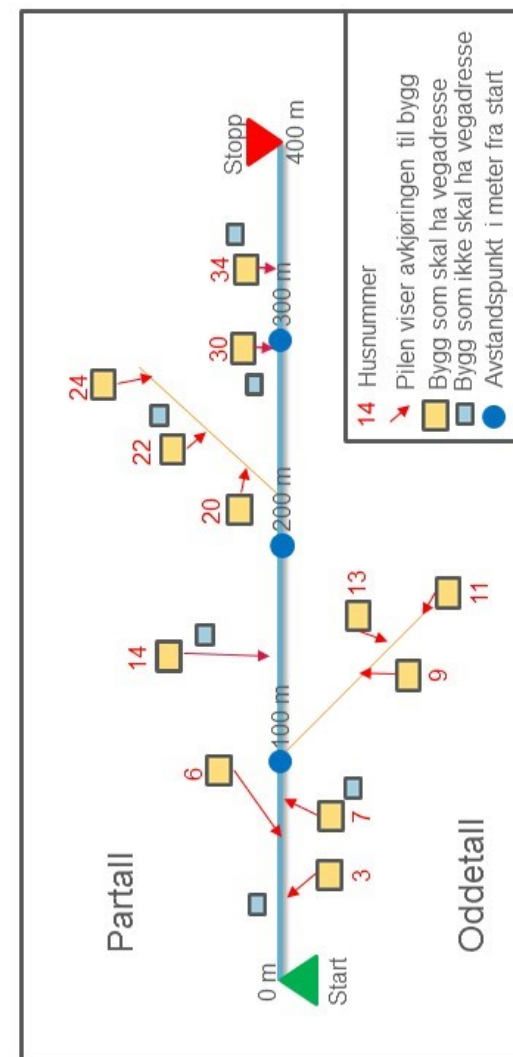 Partall
Stopp
24
22
34
30
20
14
6
0 m
100 m
200 m
300 m
400 m
Start
3
7
9
13
11
Oddetall
14 Husnummer
Pilen viser avkjøringen til bygg
Bygg som skal ha vegadresse
Bygg som ikke skal ha vegadresse
Avstandspunkt i meter fra start